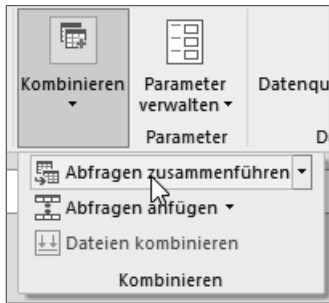 Kombinieren
Parameter verwalten
Datenqu
Parameter
D
Abfragen zusammenführen
Abfragen anfügen
Dateien kombinieren
Kombinieren